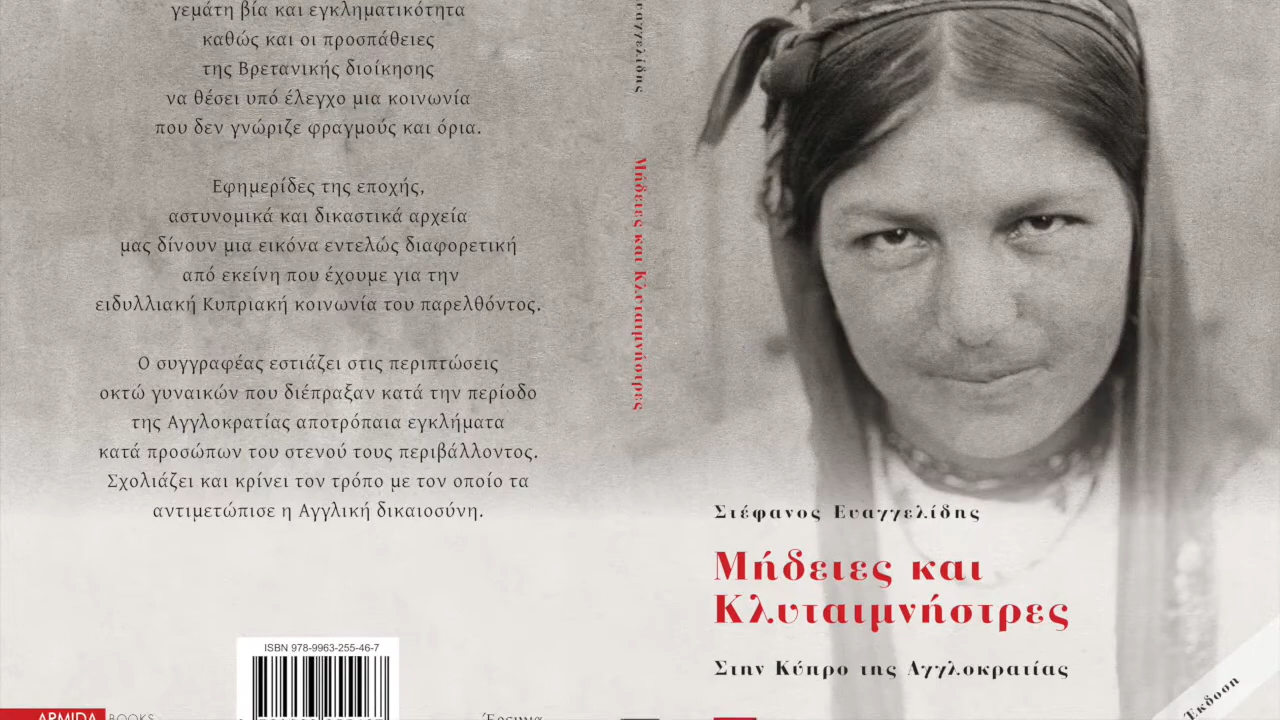 γεμάτη βία και εγκληματικότητα
καθώς και οι προσπάθειες
της Βρετανικής διοίκησης
να θέσει υπό έλεγχο μια κοινωνία
που δεν γνώριζε φραγμούς και όρια.
Εφημερίδες της εποχής,
αστυνομικά και δικαστικά αρχεία
μας δίνουν μια εικόνα εντελώς διαφορετική
από εκείνη που έχουμε για την
ειδυλλιακή Κυπριακή κοινωνία του παρελθόντος.
Ο συγγραφέας εστιάζει στις περιπτώσεις
οκτώ γυναικών που διέπραξαν κατά την περίοδο
της Αγγλοκρατίας αποτρόπαια εγκλήματα
κατά προσώπων του στενού τους περιβάλλοντος.
Σχολιάζει και κρίνει τον τρόπο με τον οποίο τα
αντιμετώπισε η Αγγλική δικαιοσύνη.
ISBN 978-9963-255-46-7
ARMIDA BOOKS
Έρευνα
Μήδειες και Κλυταιμνήστρες
Στέφανος Ευαγγελίδης
Μήδειες και
Κλυταιμνήστρες
Στην Κύπρο της Αγγλοκρατίας
Έκδοση